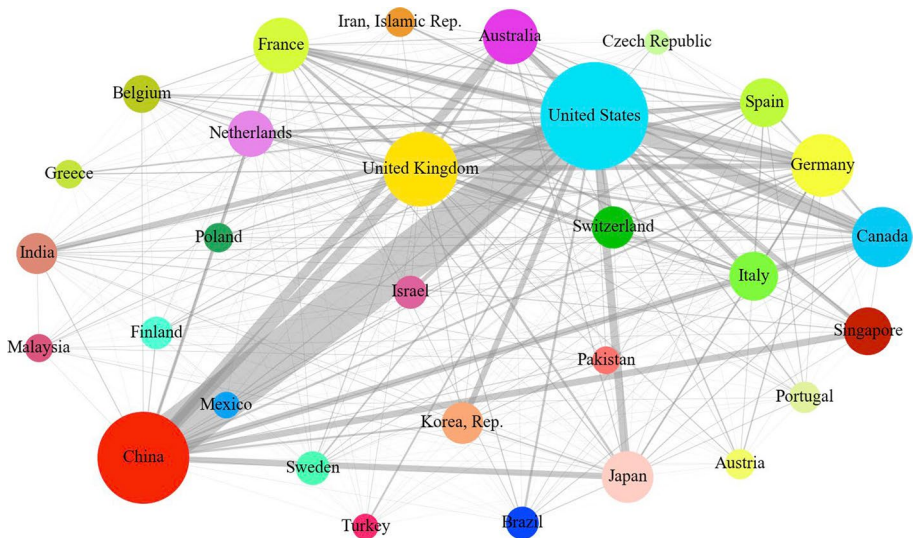 Iran, Islamic Rep.
Australia
Czech Republic
France
Belgium
Spain
United States
Netherlands
Greece
United Kingdom
Germany
Switzerland
Canada
Poland
India
Israel
Italy
Finland
Malaysia
Singapore
Pakistan
Mexico
Portugal
Korea, Rep.
China
Sweden
Japan
Austria
Turkey
Brazil